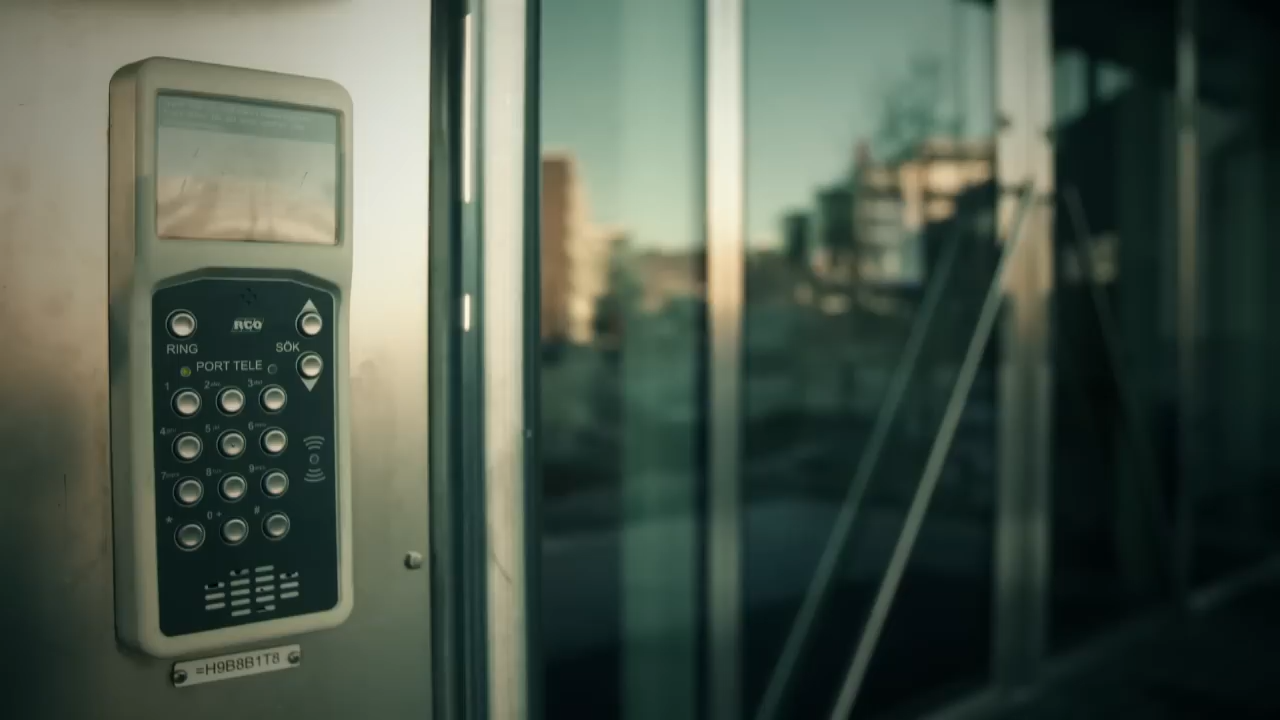 RCO
RING
SÖK
PORT TELE
1 2 3
4 5 6
7 8 9
* 0 + #
=H9B8B1T8